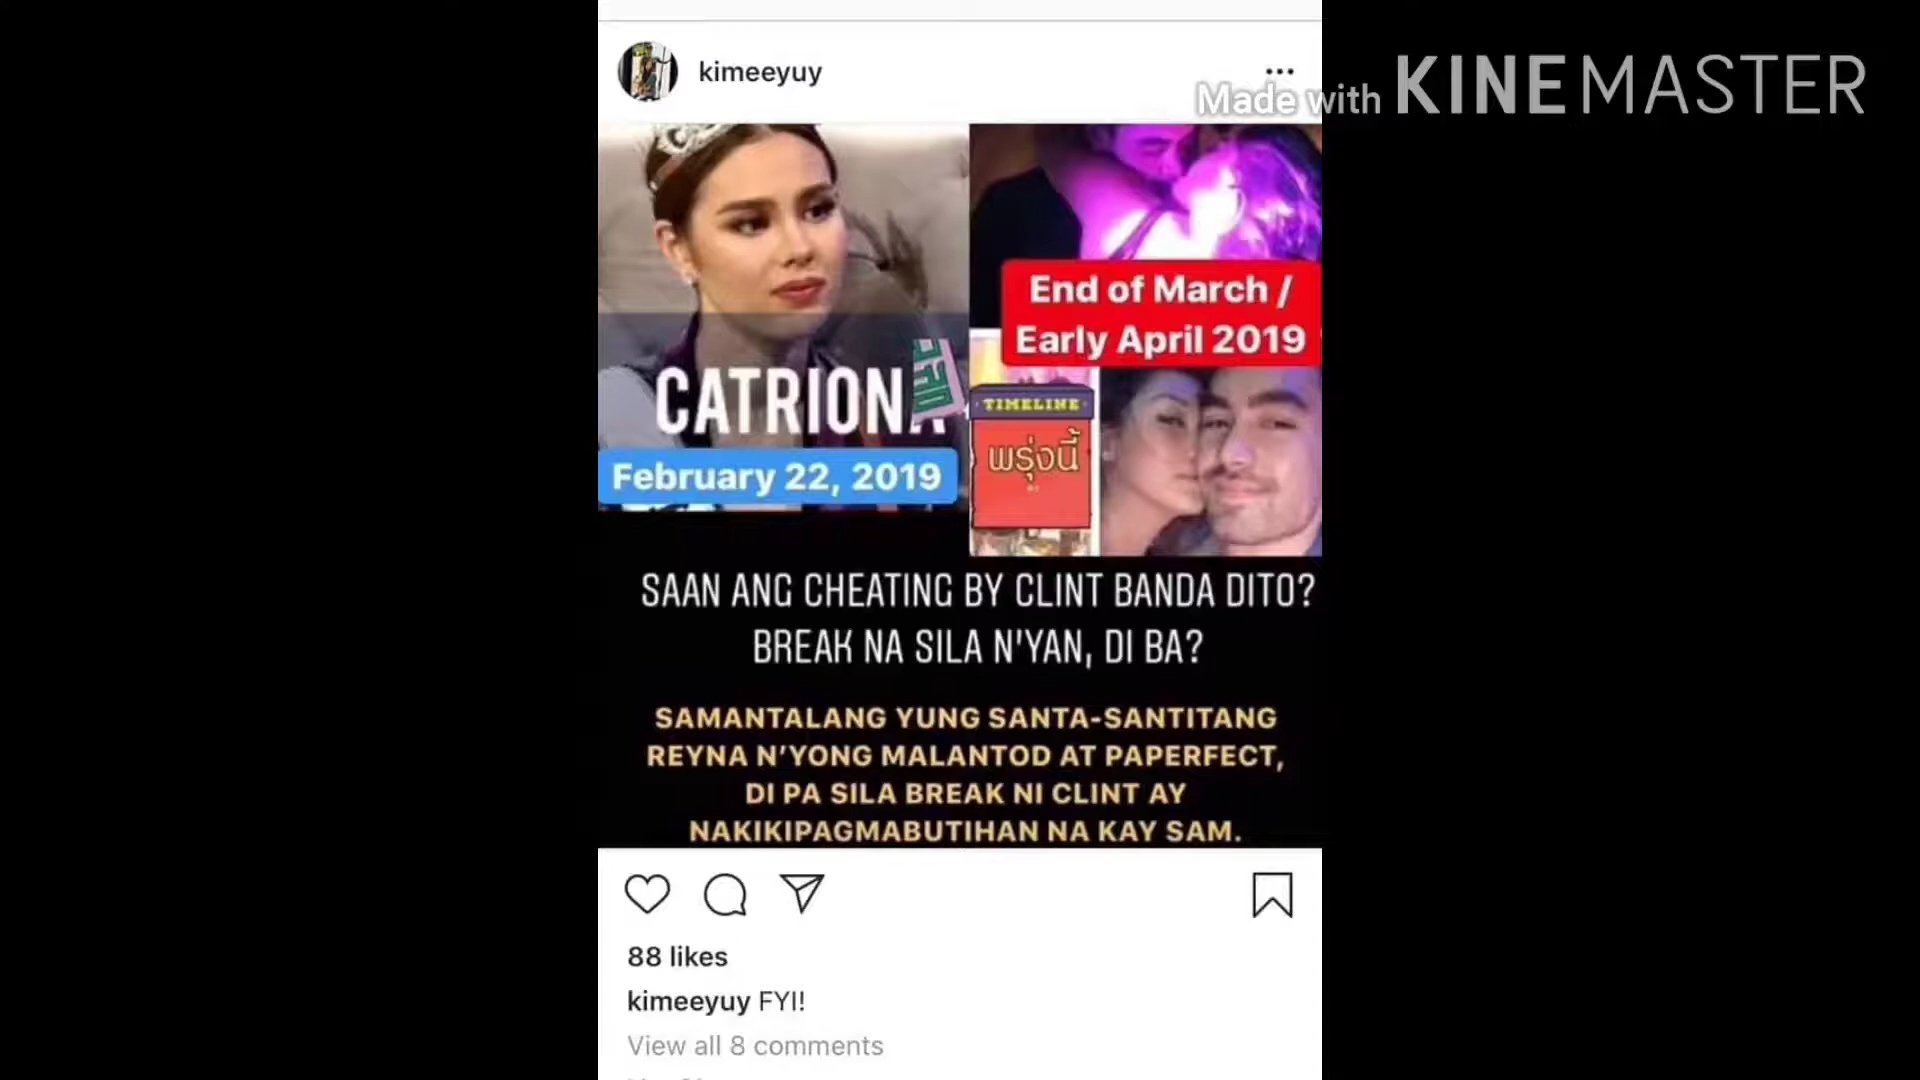 kimeeyuy
Made with KINEMASTER
CATRIONA
February 22, 2019
End of March /
Early April 2019
TIMELINE
พรุ่งนี้
SAAN ANG CHEATING BY CLINT BANDA DITO?
BREAK NA SILA N'YAN, DI BA?
SAMANTALANG YUNG SANTA-SANTITANG
REYNA N'YONG MALANTOD AT PAPERFECT,
DI PA SILA BREAK NI CLINT AY
NAKIKIPAGMABUTIHAN NA KAY SAM.
88 likes
kimeeyuy FYI!
View all 8 comments